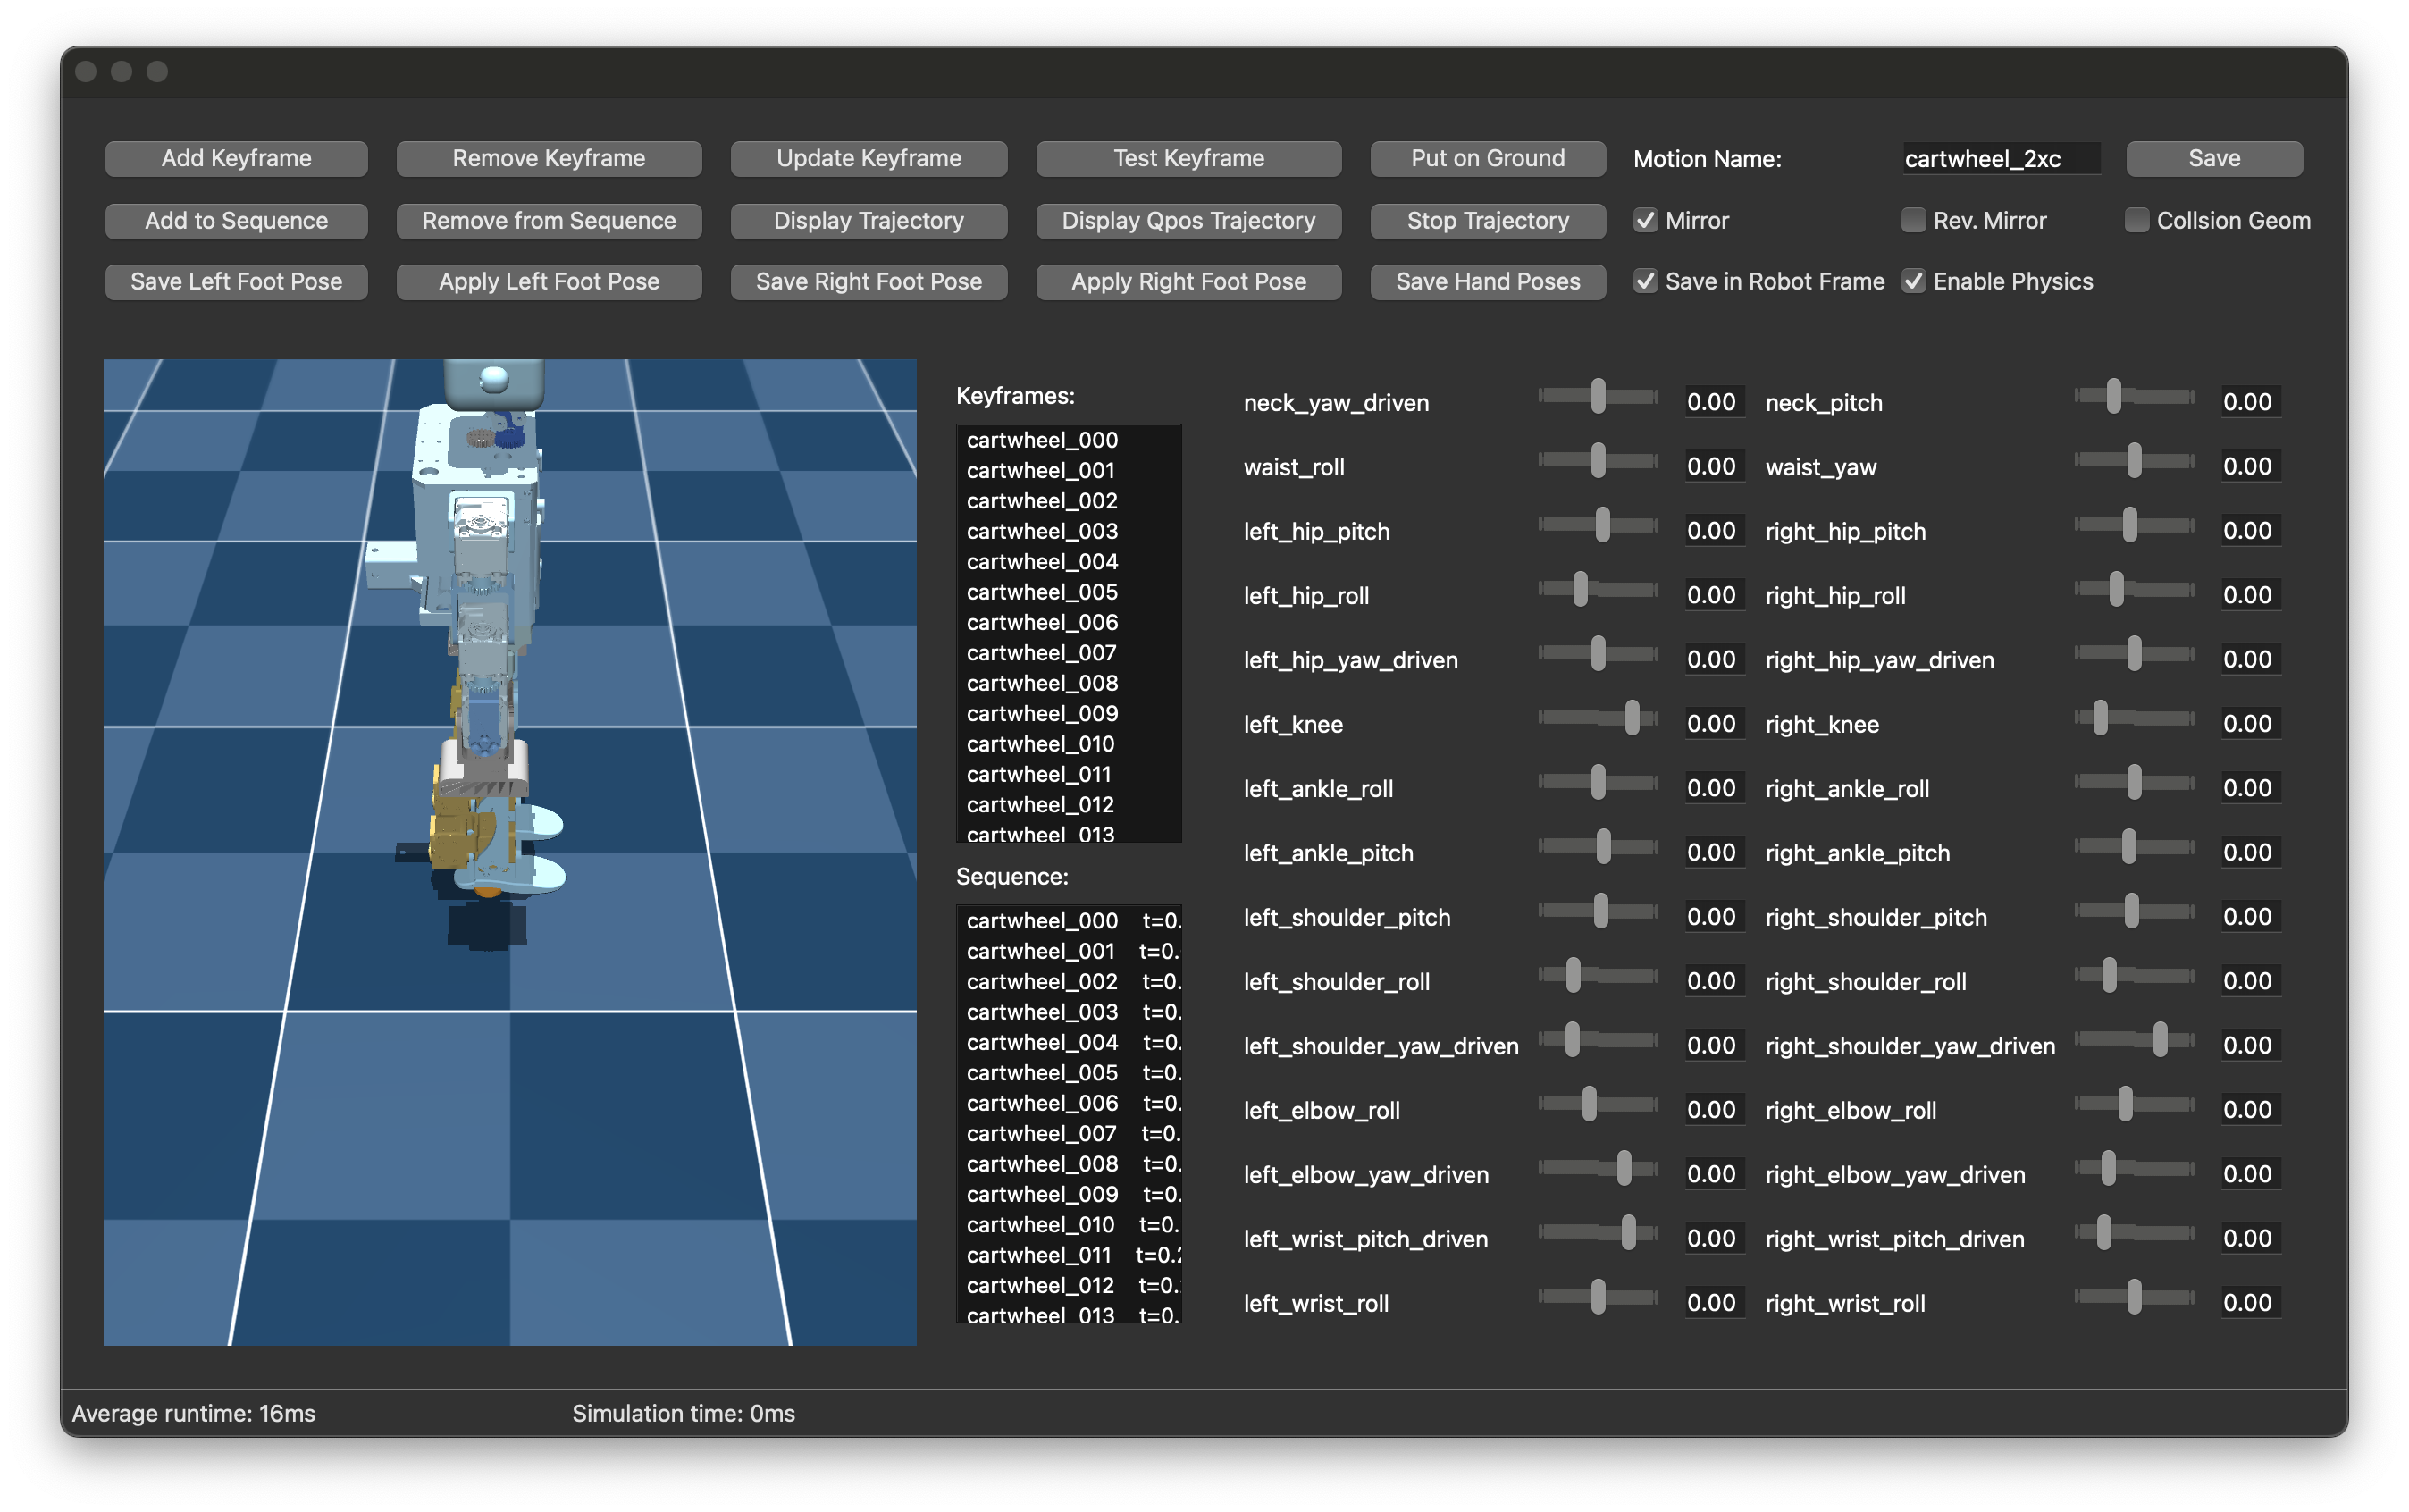 Add Keyframe Remove Keyframe Update Keyframe Test Keyframe Put on Ground Motion Name: cartwheel_2xc Save
Add to Sequence Remove from Sequence Display Trajectory Display Qpos Trajectory Stop Trajectory Mirror Rev. Mirror Collsion Geom
Save Left Foot Pose Apply Left Foot Pose Save Right Foot Pose Apply Right Foot Pose Save Hand Poses Save in Robot Frame Enable Physics
Keyframes:
cartwheel_000
cartwheel_001
cartwheel_002
cartwheel_003
cartwheel_004
cartwheel_005
cartwheel_006
cartwheel_007
cartwheel_008
cartwheel_009
cartwheel_010
cartwheel_011
cartwheel_012
cartwheel_013
Sequence:
cartwheel_000 t=0.
cartwheel_001 t=0.
cartwheel_002 t=0.
cartwheel_003 t=0.
cartwheel_004 t=0.
cartwheel_005 t=0.
cartwheel_006 t=0.
cartwheel_007 t=0.
cartwheel_008 t=0.
cartwheel_009 t=0.
cartwheel_010 t=0.
cartwheel_011 t=0.2
cartwheel_012 t=0.
cartwheel_013 t=0.
neck_yaw_driven 0.00 neck_pitch 0.00
waist_roll 0.00 waist_yaw 0.00
left_hip_pitch 0.00 right_hip_pitch 0.00
left_hip_roll 0.00 right_hip_roll 0.00
left_hip_yaw_driven 0.00 right_hip_yaw_driven 0.00
left_knee 0.00 right_knee 0.00
left_ankle_roll 0.00 right_ankle_roll 0.00
left_ankle_pitch 0.00 right_ankle_pitch 0.00
left_shoulder_pitch 0.00 right_shoulder_pitch 0.00
left_shoulder_roll 0.00 right_shoulder_roll 0.00
left_shoulder_yaw_driven 0.00 right_shoulder_yaw_driven 0.00
left_elbow_roll 0.00 right_elbow_roll 0.00
left_elbow_yaw_driven 0.00 right_elbow_yaw_driven 0.00
left_wrist_pitch_driven 0.00 right_wrist_pitch_driven 0.00
left_wrist_roll 0.00 right_wrist_roll 0.00
Average runtime: 16ms Simulation time: 0ms